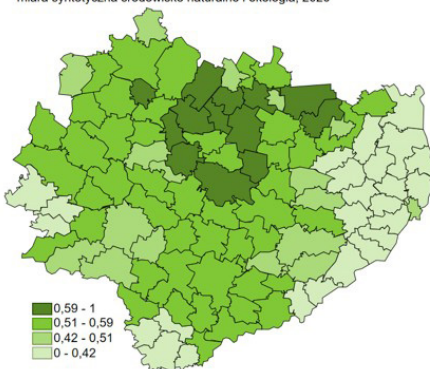 miara syntetyczna środowisko naturalne i ekologia, 2020
0,59 - 1
0,51 - 0,59
0,42 - 0,51
0 - 0,42